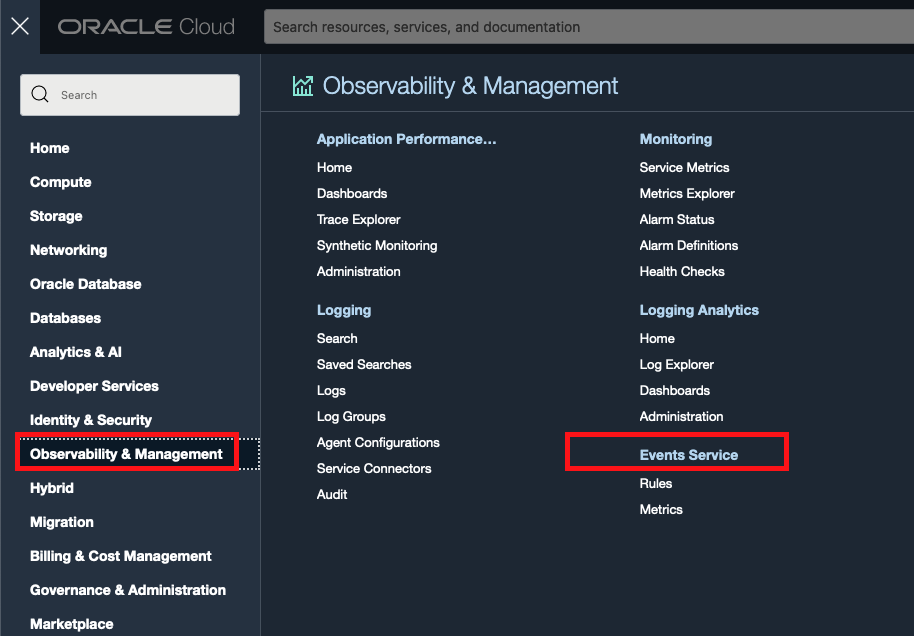 ORACLE Cloud
Search resources, services, and documentation
Search
Home
Compute
Storage
Networking
Oracle Database
Databases
Analytics & AI
Developer Services
Identity & Security
Observability & Management
Hybrid
Migration
Billing & Cost Management
Governance & Administration
Marketplace
Observability & Management
Application Performance...
Home
Dashboards
Trace Explorer
Synthetic Monitoring
Administration
Logging
Search
Saved Searches
Logs
Log Groups
Agent Configurations
Service Connectors
Audit
Monitoring
Service Metrics
Metrics Explorer
Alarm Status
Alarm Definitions
Health Checks
Logging Analytics
Home
Log Explorer
Dashboards
Administration
Events Service
Rules
Metrics